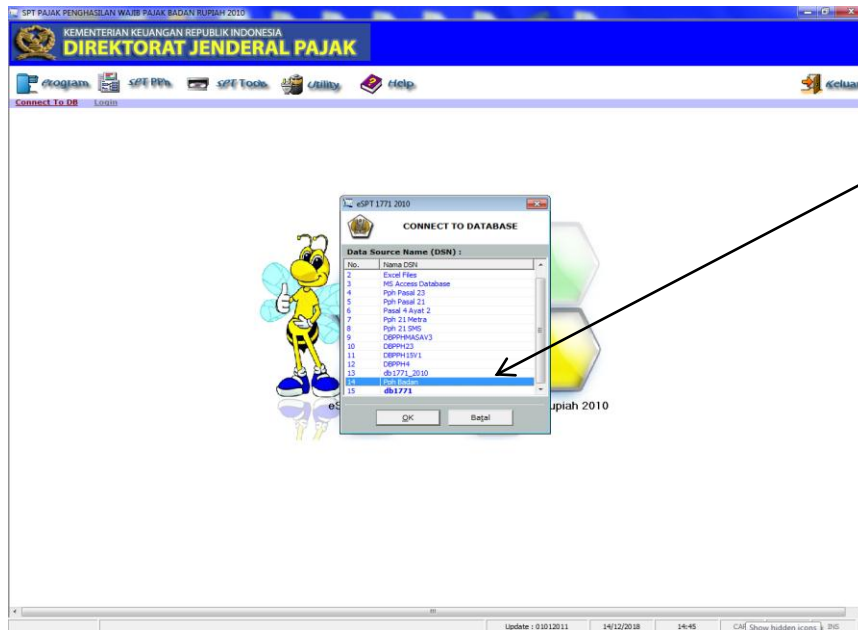 SPT PAJAK PENGHASILAN WAJIB PAJAK BADAN RUPIAH 2010
KEMENTERIAN KEUANGAN REPUBLIK INDONESIA
DIREKTORAT JENDERAL PAJAK
Program SPT PPh SPT Tools Utility Help Keluar
Connect To DB Login
eSPT 1771 2010
CONNECT TO DATABASE
Data Source Name (DSN) :
No. Nama DSN
2 Excel Files
3 MS Access Database
4 Pph Pasal 23
5 Pph Pasal 21
6 Pasal 4 Ayat 2
7 Pph 21 Metra
8 Pph 21 SMS
9 DBPPHMASAV3
10 DBPPH23
11 DBPPH15V1
12 DBPPH4
13 db1771_2010
14 Pph Badan
15 db1771
OK Batal
upiah 2010
Update : 01012011 14/12/2018 14:45 Show hidden icons INS